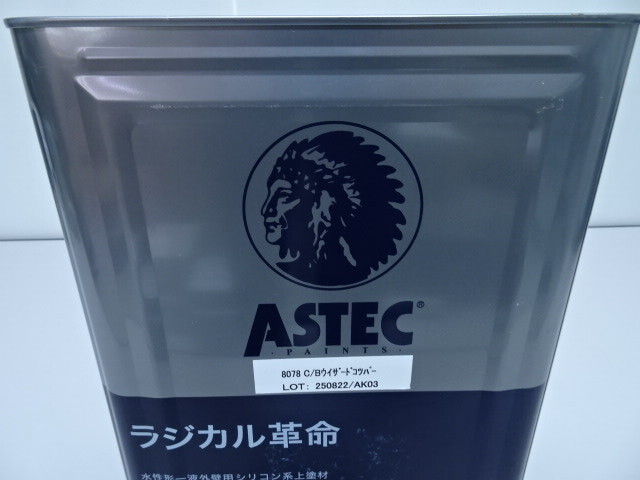 ASTEC®
- PAINTS -
8078 C/Bウイザードコツパー
LOT: 250822/AK03
ラジカル革命
水性形一液外壁用シリコン系上塗材